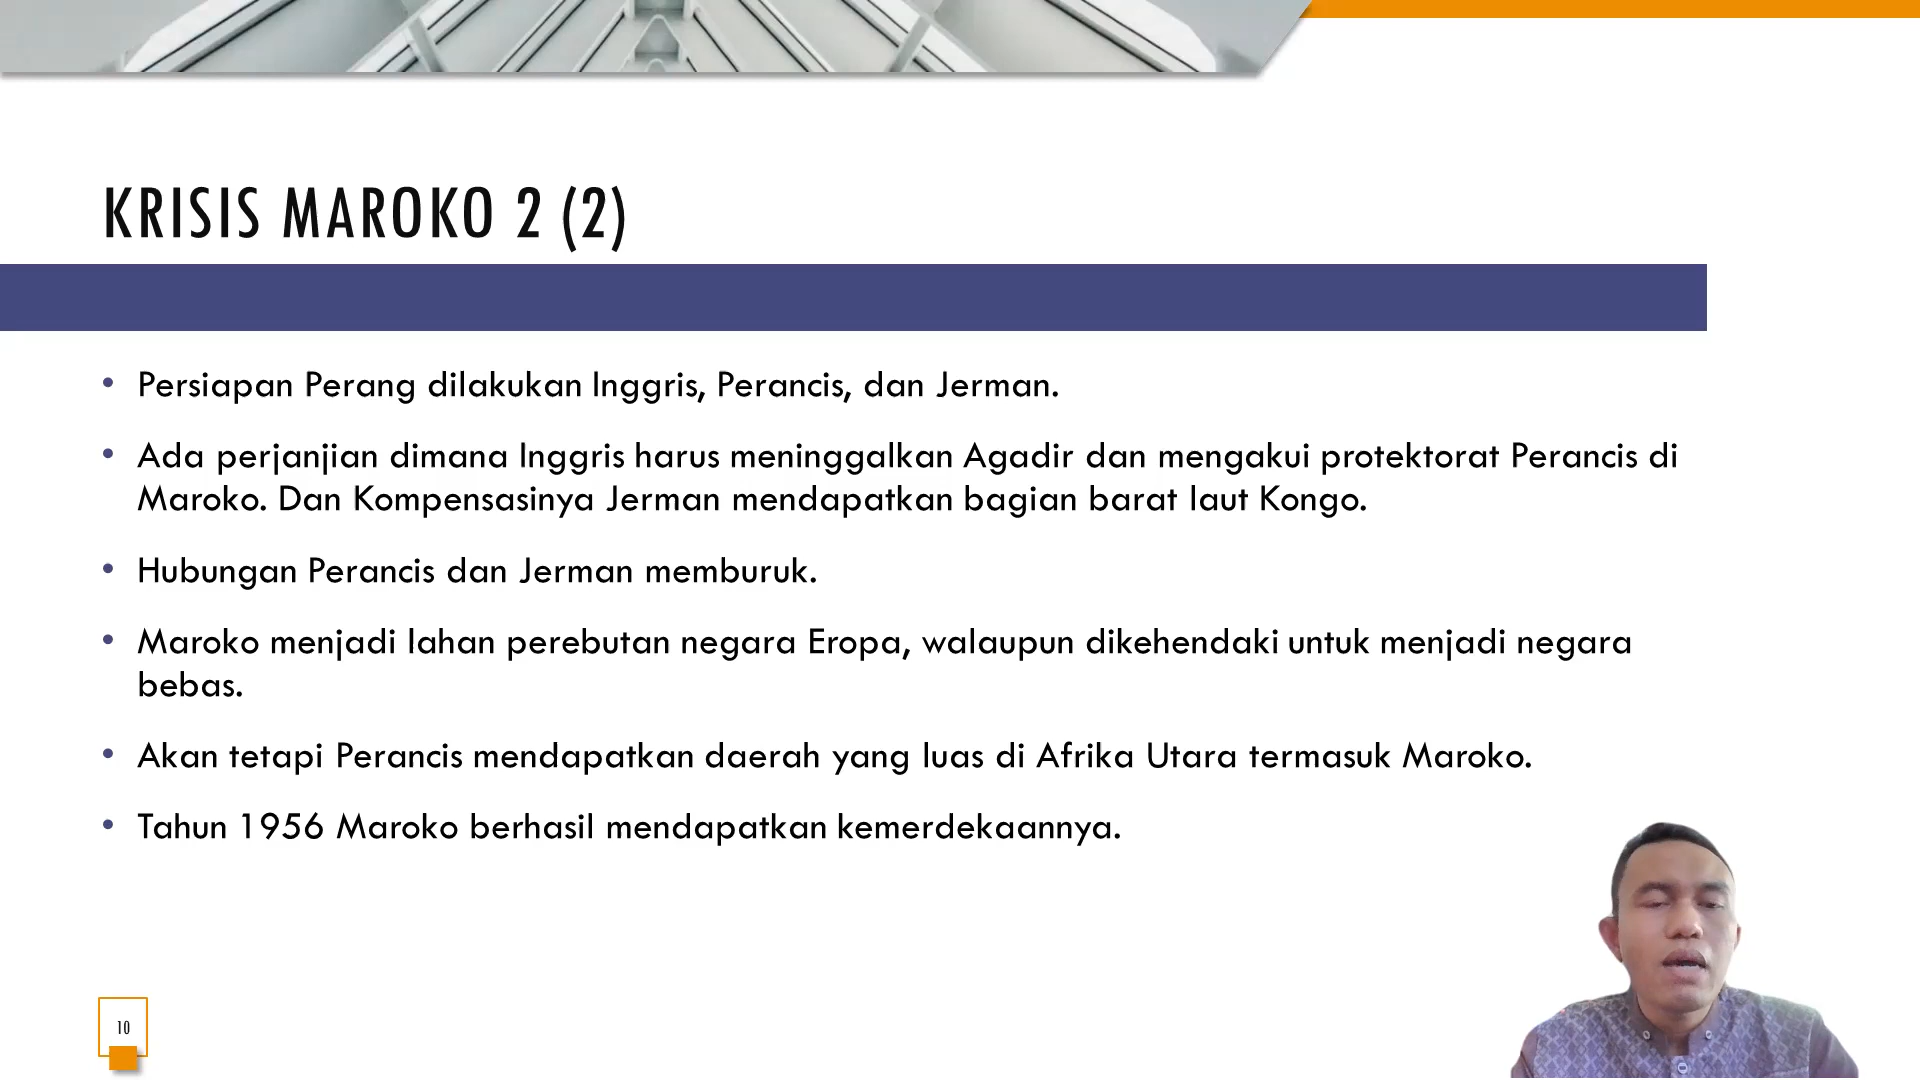 KRISIS MAROKO 2 (2)
• Persiapan Perang dilakukan Inggris, Perancis, dan Jerman.
• Ada perjanjian dimana Inggris harus meninggalkan Agadir dan mengakui protektorat Perancis di
Maroko. Dan Kompensasinya Jerman mendapatkan bagian barat laut Kongo.
• Hubungan Perancis dan Jerman memburuk.
• Maroko menjadi lahan perebutan negara Eropa, walaupun dikehendaki untuk menjadi negara
bebas.
• Akan tetapi Perancis mendapatkan daerah yang luas di Afrika Utara termasuk Maroko.
• Tahun 1956 Maroko berhasil mendapatkan kemerdekaannya.
10